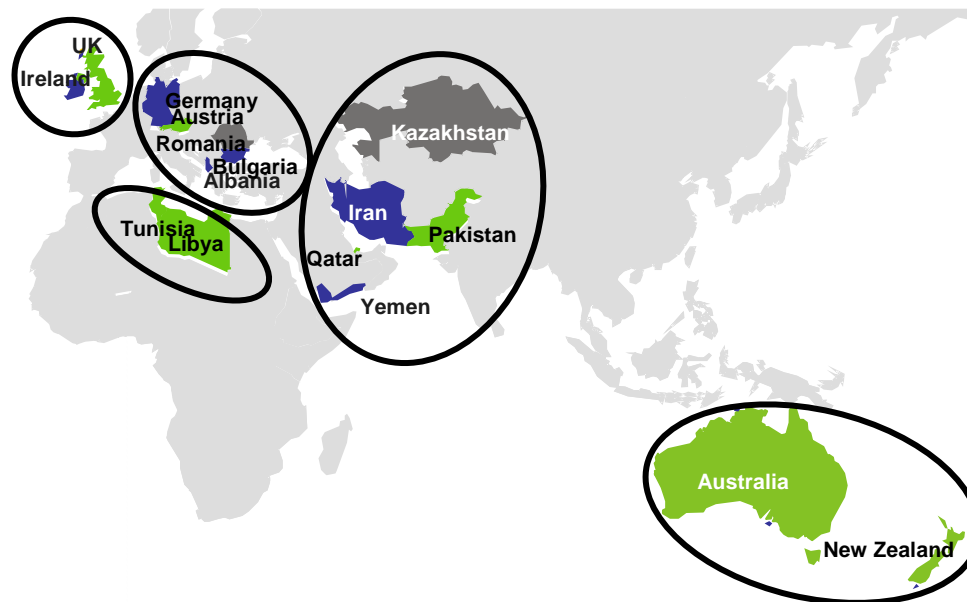 UK
Ireland
Germany
Austria
Romania
Bulgaria
Albania
Kazakhstan
Iran
Pakistan
Tunisia
Libya
Qatar
Yemen
Australia
New Zealand